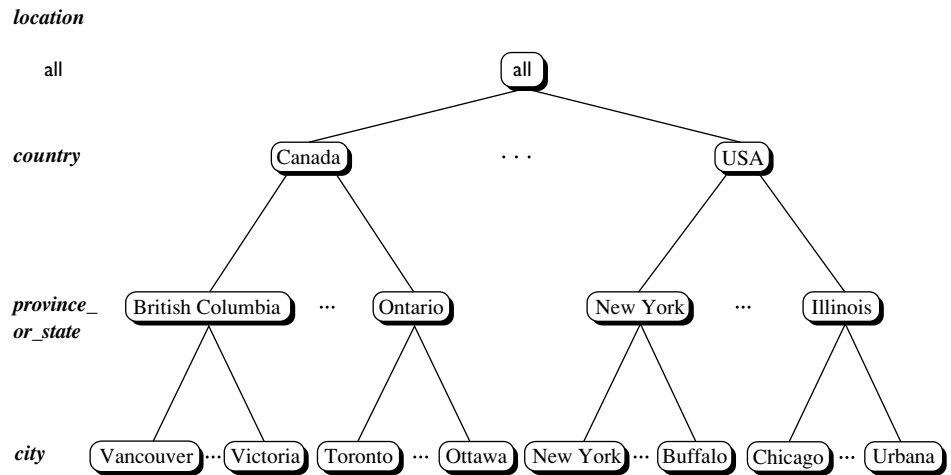 location
all all
country Canada . . . USA
province_ British Columbia ... Ontario New York ... Illinois
or_state
city Vancouver ... Victoria Toronto ... Ottawa New York ... Buffalo Chicago ... Urbana